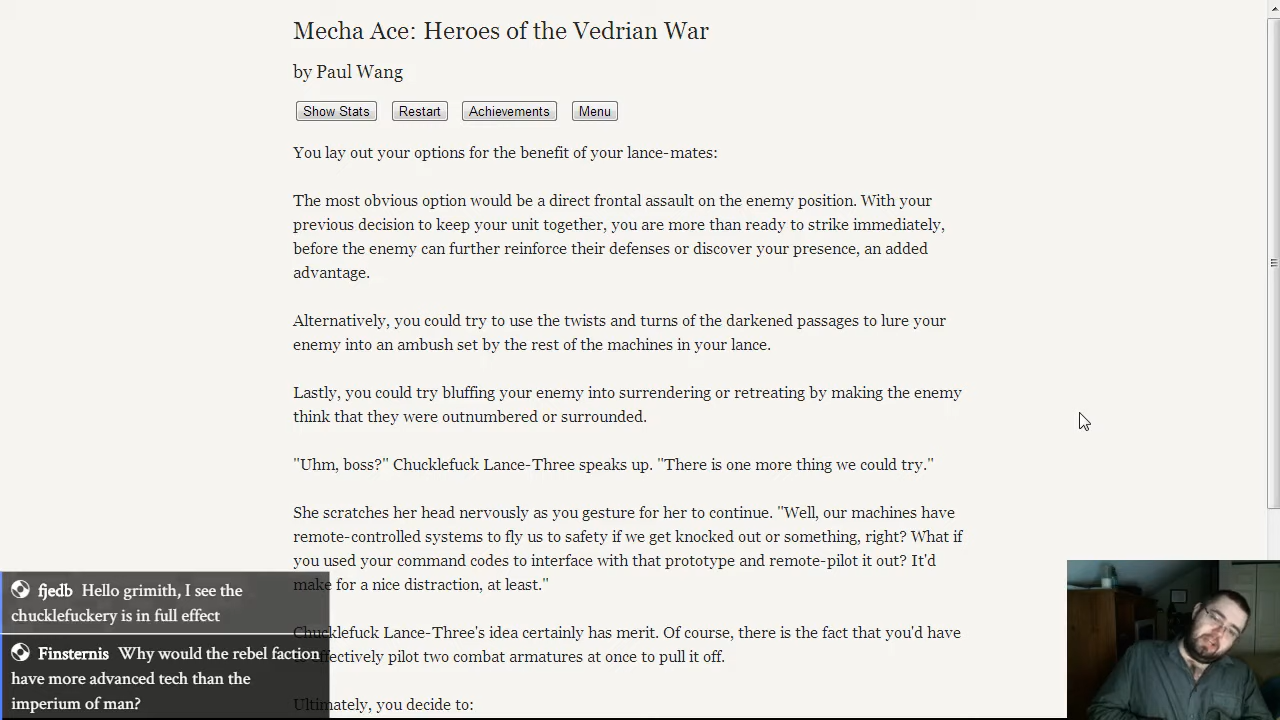 Mecha Ace: Heroes of the Vedrian War
by Paul Wang
Show Stats Restart Achievements Menu
You lay out your options for the benefit of your lance-mates:
The most obvious option would be a direct frontal assault on the enemy position. With your
previous decision to keep your unit together, you are more than ready to strike immediately,
before the enemy can further reinforce their defenses or discover your presence, an added
advantage.
Alternatively, you could try to use the twists and turns of the darkened passages to lure your
enemy into an ambush set by the rest of the machines in your lance.
Lastly, you could try bluffing your enemy into surrendering or retreating by making the enemy
think that they were outnumbered or surrounded.
"Uhm, boss?" Chucklefuck Lance-Three speaks up. "There is one more thing we could try."
She scratches her head nervously as you gesture for her to continue. "Well, our machines have
remote-controlled systems to fly us to safety if we get knocked out or something, right? What if
you used your command codes to interface with that prototype and remote-pilot it out? It'd
make for a nice distraction, at least."
Chucklefuck Lance-Three's idea certainly has merit. Of course, there is the fact that you'd have
effectively pilot two combat armatures at once to pull it off.
Ultimately, you decide to:
fjedb Hello grimith, I see the
chucklefuckery is in full effect
Finsternis Why would the rebel faction
have more advanced tech than the
imperium of man?